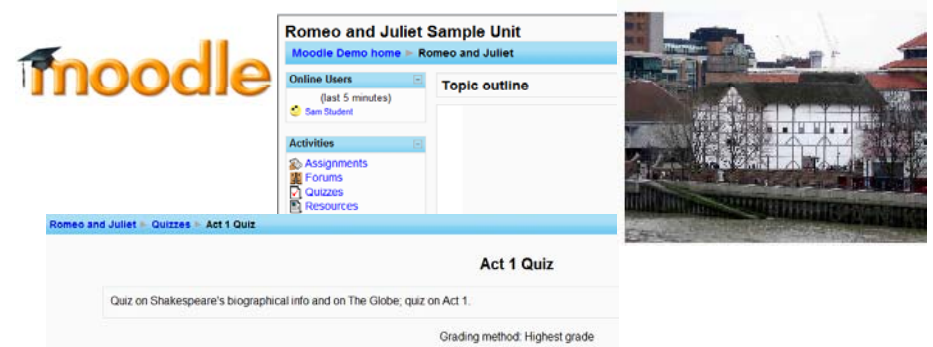 moodle
Romeo and Juliet Sample Unit
Moodle Demo home ► Romeo and Juliet
Online Users
(last 5 minutes)
Sam Student
Topic outline
Activities
Assignments
Forums
Quizzes
Resources
Romeo and Juliet ► Quizzes ► Act 1 Quiz
Act 1 Quiz
Quiz on Shakespeare's biographical info and on The Globe; quiz on Act 1.
Grading method: Highest grade